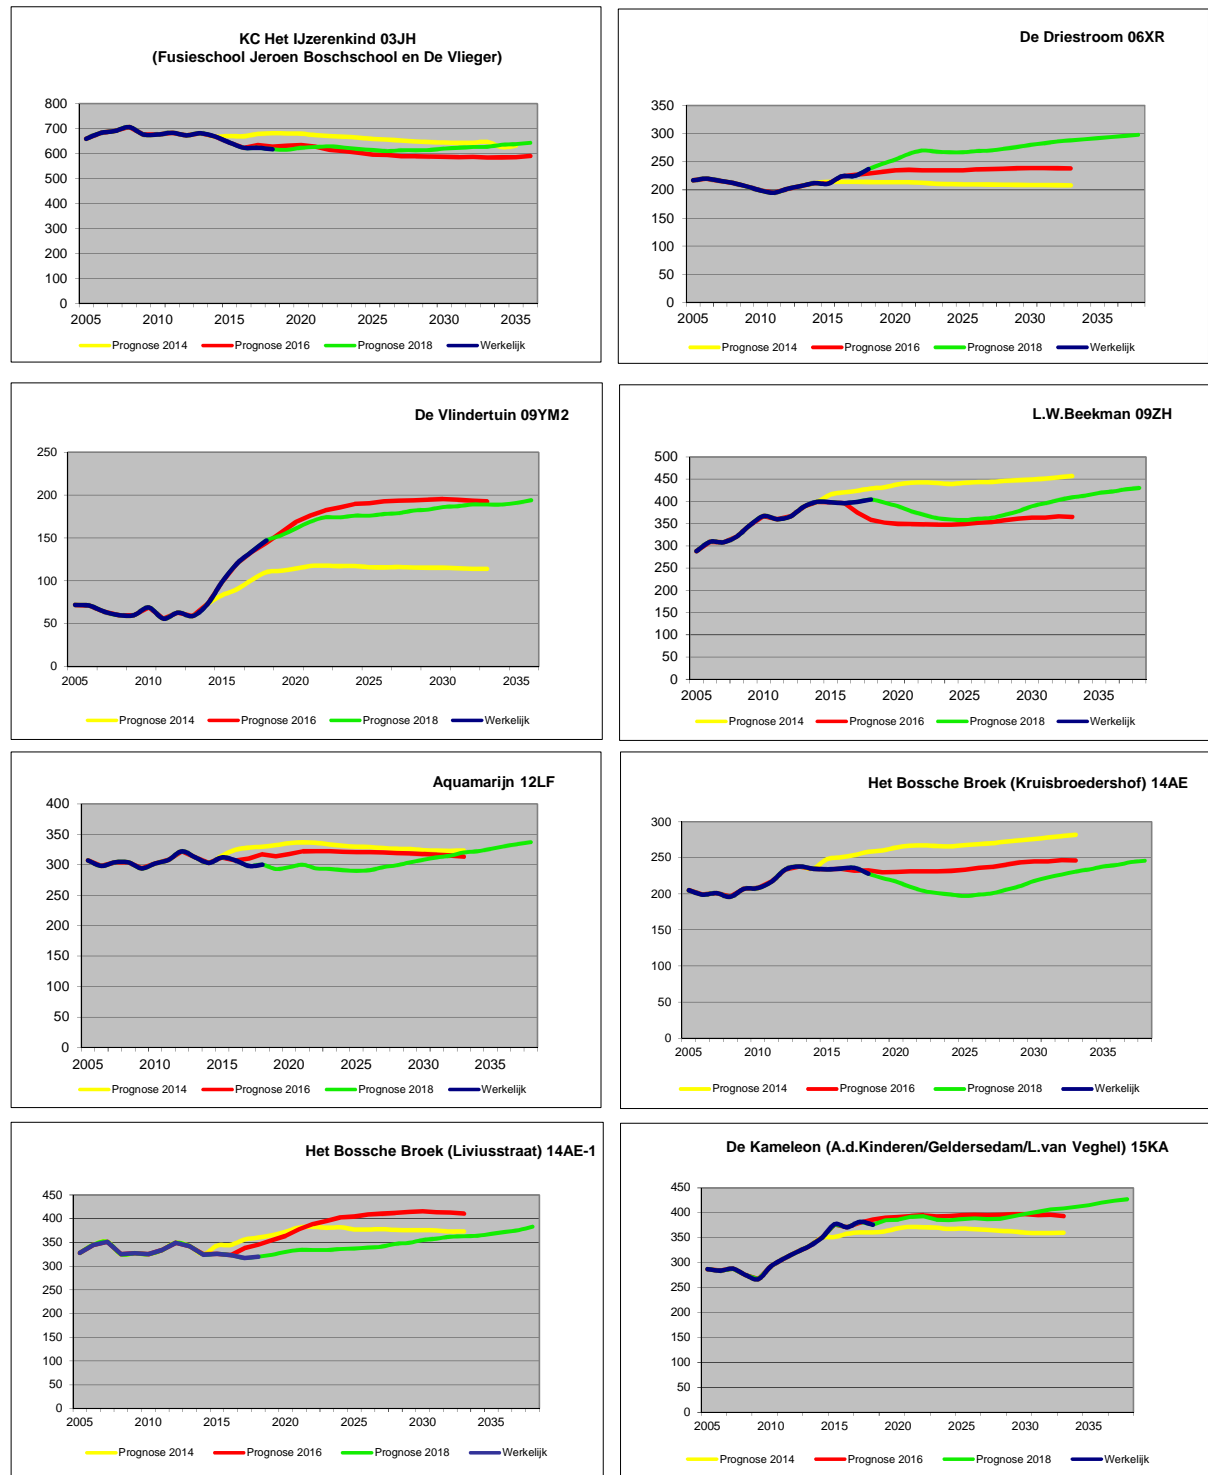 KC Het IJzerenkind 03JH
(Fusieschool Jeroen Boschschool en De Vlieger)
800
700
600
500
400
300
200
100
0
2005 2010 2015 2020 2025 2030 2035
Prognose 2014 Prognose 2016 Prognose 2018 Werkelijk
De Driestroom 06XR
350
300
250
200
150
100
50
0
2005 2010 2015 2020 2025 2030 2035
Prognose 2014 Prognose 2016 Prognose 2018 Werkelijk
De Vlindertuin 09YM2
250
200
150
100
50
0
2005 2010 2015 2020 2025 2030 2035
Prognose 2014 Prognose 2016 Prognose 2018 Werkelijk
L.W.Beekman 09ZH
500
450
400
350
300
250
200
150
100
50
0
2005 2010 2015 2020 2025 2030 2035
Prognose 2014 Prognose 2016 Prognose 2018 Werkelijk
Aquamarijn 12LF
400
350
300
250
200
150
100
50
0
2005 2010 2015 2020 2025 2030 2035
Prognose 2014 Prognose 2016 Prognose 2018 Werkelijk
Het Bossche Broek (Kruisbroedershof) 14AE
300
250
200
150
100
50
0
2005 2010 2015 2020 2025 2030 2035
Prognose 2014 Prognose 2016 Prognose 2018 Werkelijk
Het Bossche Broek (Liviusstraat) 14AE-1
450
400
350
300
250
200
150
100
50
0
2005 2010 2015 2020 2025 2030 2035
Prognose 2014 Prognose 2016 Prognose 2018 Werkelijk
De Kameleon (A.d.Kinderen/Geldersedam/L.van Veghel) 15KA
450
400
350
300
250
200
150
100
50
0
2005 2010 2015 2020 2025 2030 2035
Prognose 2014 Prognose 2016 Prognose 2018 Werkelijk